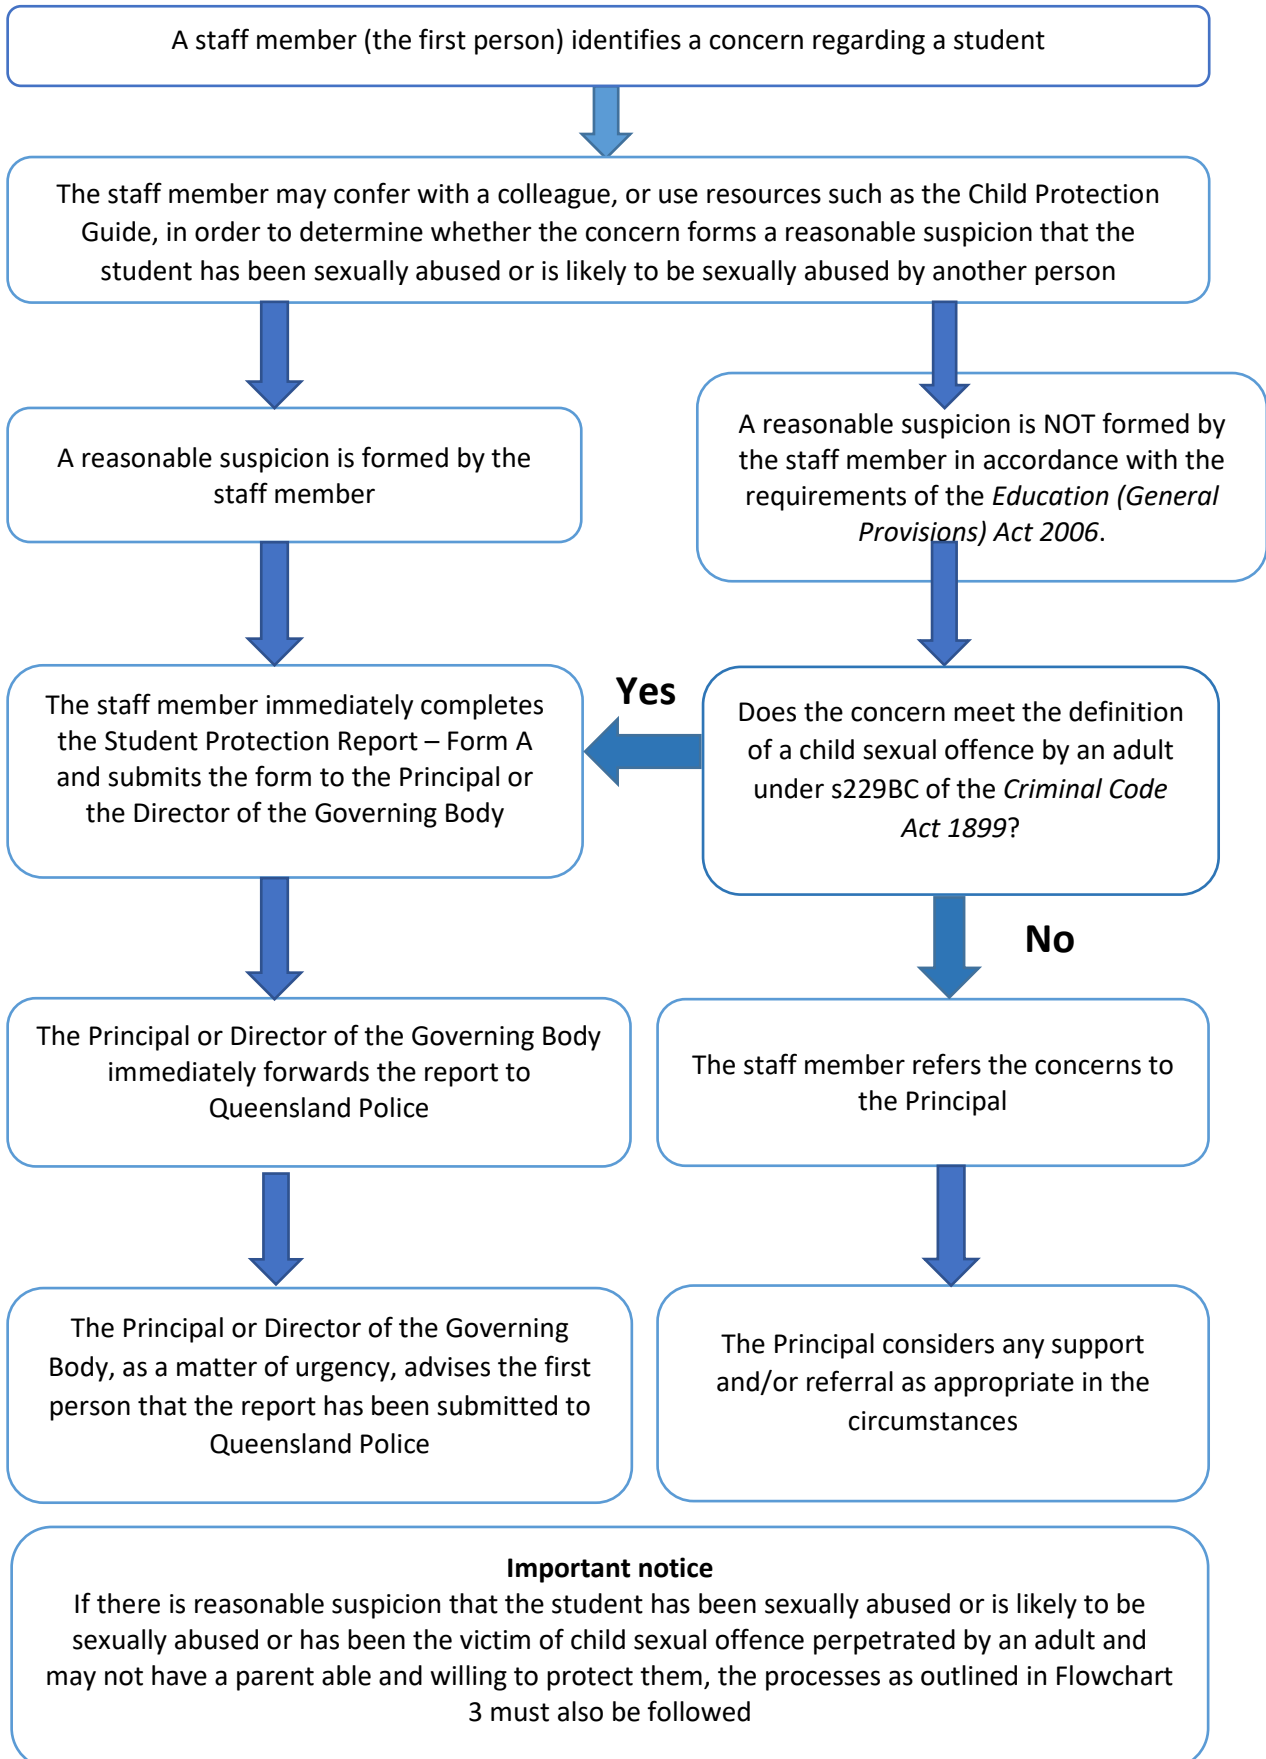 A staff member (the first person) identifies a concern regarding a student
The staff member may confer with a colleague, or use resources such as the Child Protection
Guide, in order to determine whether the concern forms a reasonable suspicion that the
student has been sexually abused or is likely to be sexually abused by another person
A reasonable suspicion is formed by the
staff member
A reasonable suspicion is NOT formed by
the staff member in accordance with the
requirements of the Education (General
Provisions) Act 2006.
The staff member immediately completes
the Student Protection Report – Form A
and submits the form to the Principal or
the Director of the Governing Body
Yes
Does the concern meet the definition
of a child sexual offence by an adult
under s229BC of the Criminal Code
Act 1899?
No
The Principal or Director of the Governing Body
immediately forwards the report to
Queensland Police
The staff member refers the concerns to
the Principal
The Principal or Director of the Governing
Body, as a matter of urgency, advises the first
person that the report has been submitted to
Queensland Police
The Principal considers any support
and/or referral as appropriate in the
circumstances
Important notice
If there is reasonable suspicion that the student has been sexually abused or is likely to be
sexually abused or has been the victim of child sexual offence perpetrated by an adult and
may not have a parent able and willing to protect them, the processes as outlined in Flowchart
3 must also be followed